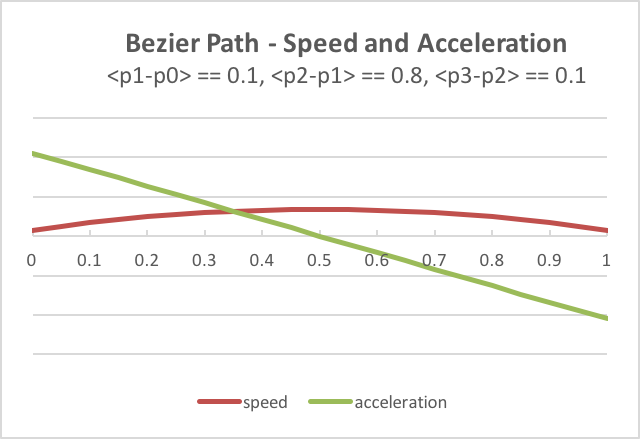 Bezier Path - Speed and Acceleration
<p1-p0> == 0.1, <p2-p1> == 0.8, <p3-p2> == 0.1
0 0.1 0.2 0.3 0.4 0.5 0.6 0.7 0.8 0.9 1
speed acceleration